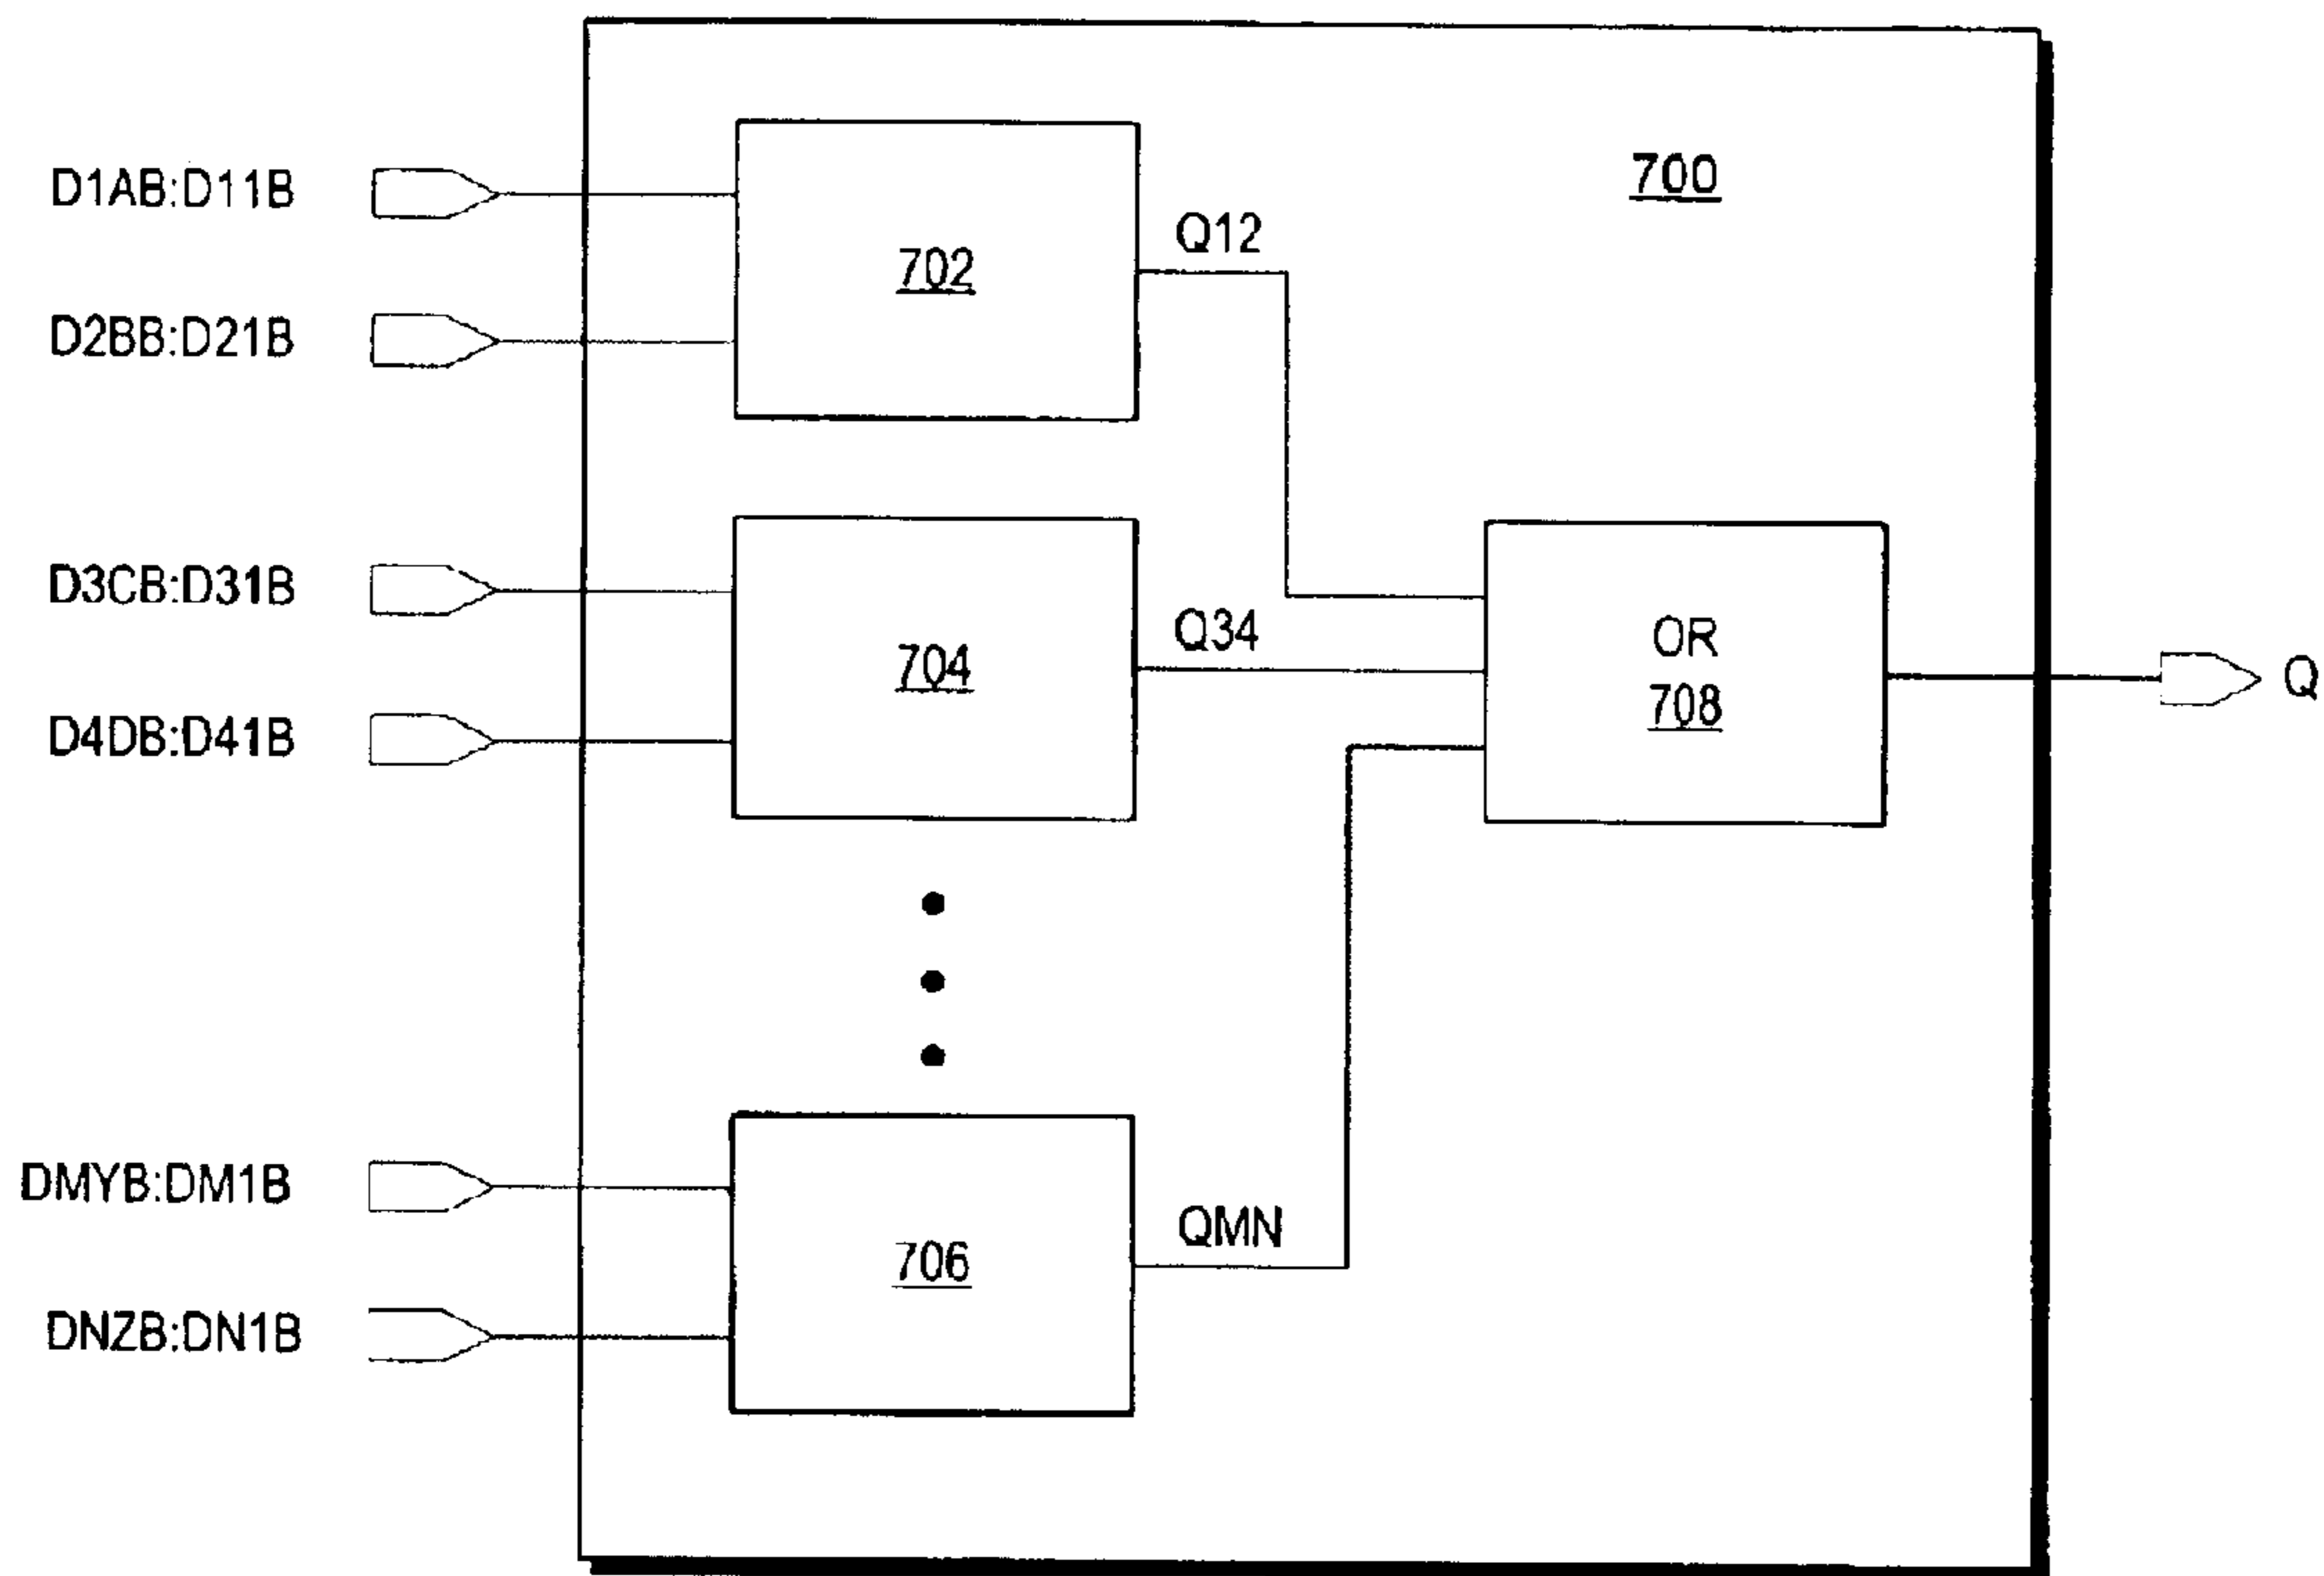 700
D1AB:D11B
D2BB:D21B
702
Q12
D3CB:D31B
D4DB:D41B
704
Q34
OR
708
Q
DMYB:DM1B
DNZB:DN1B
706
QMN